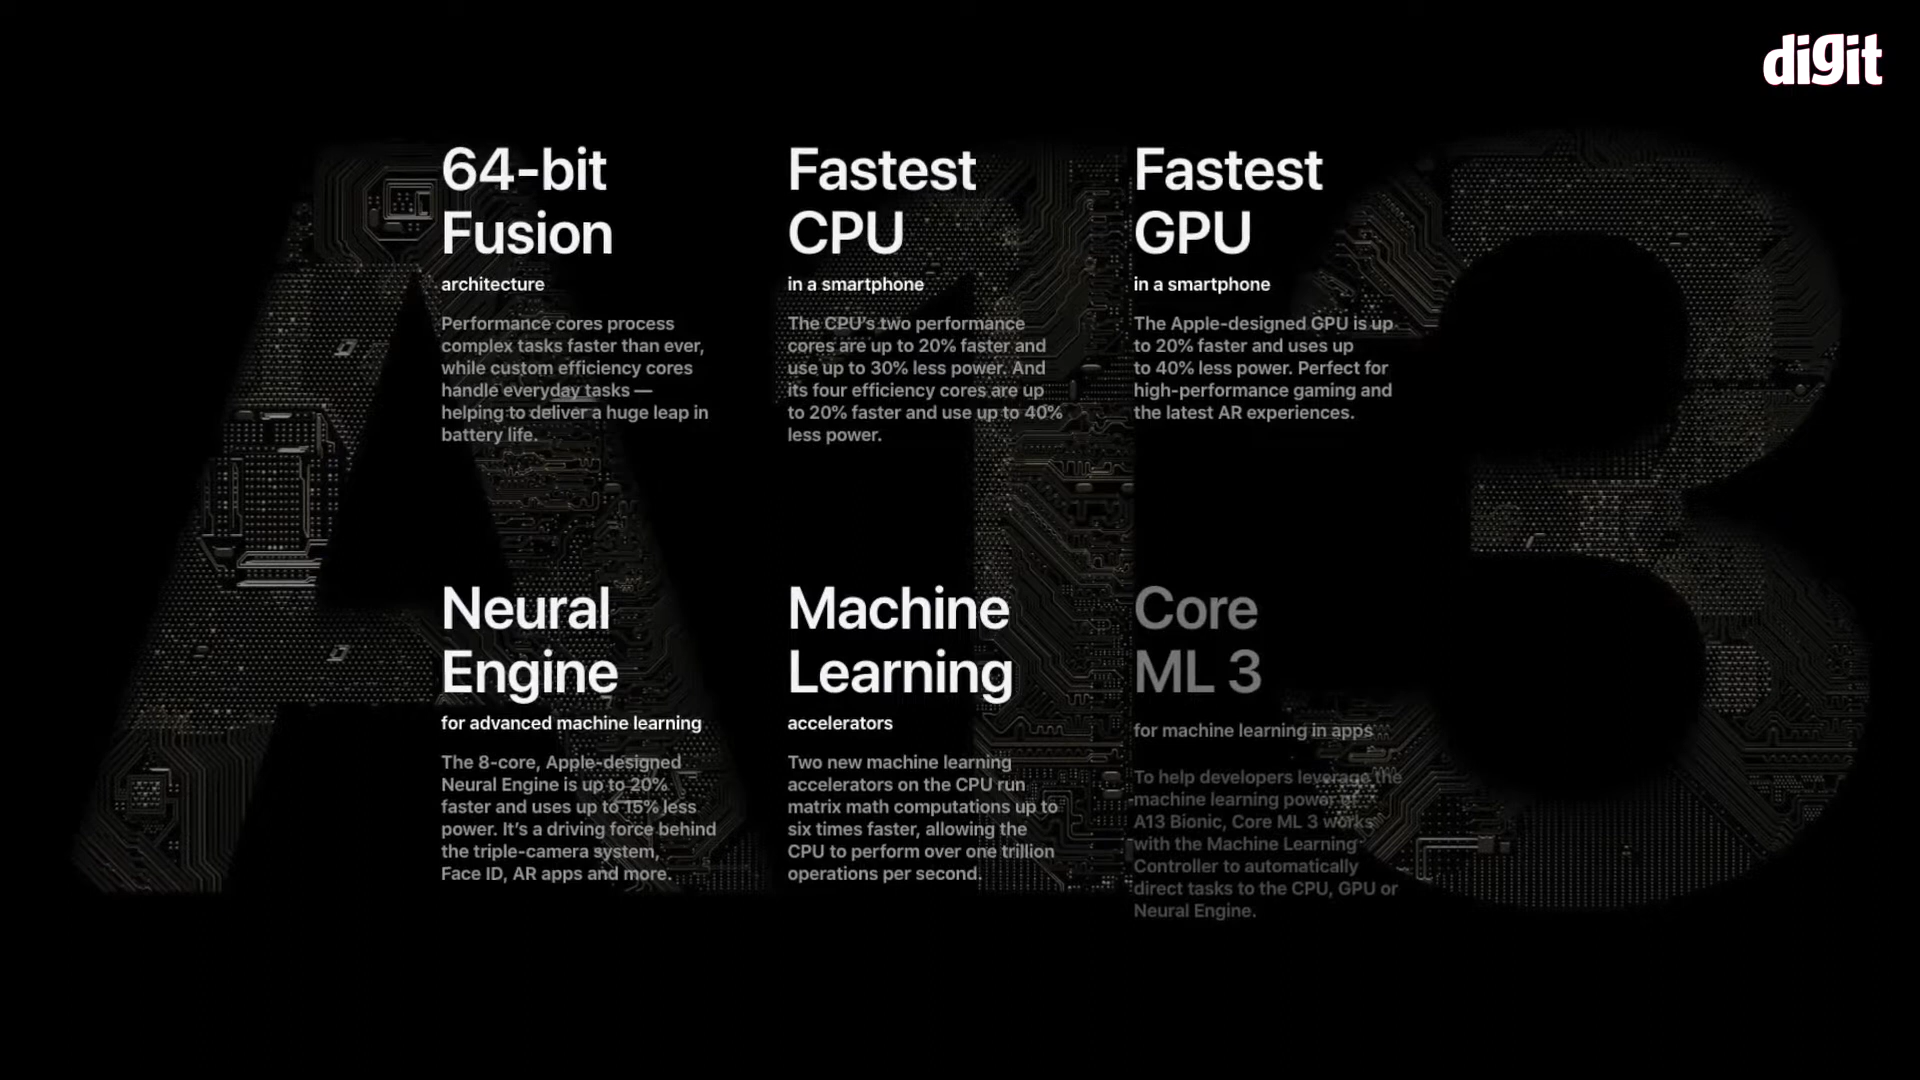 digit
64-bit
Fusion
architecture
Performance cores process
complex tasks faster than ever,
while custom efficiency cores
handle everyday tasks —
helping to deliver a huge leap in
battery life.
Fastest
CPU
in a smartphone
The CPU’s two performance
cores are up to 20% faster and
use up to 30% less power. And
its four efficiency cores are up
to 20% faster and use up to 40%
less power.
Fastest
GPU
in a smartphone
The Apple-designed GPU is up
to 20% faster and uses up
to 40% less power. Perfect for
high-performance gaming and
the latest AR experiences.
Neural
Engine
for advanced machine learning
The 8-core, Apple-designed
Neural Engine is up to 20%
faster and uses up to 15% less
power. It’s a driving force behind
the triple-camera system,
Face ID, AR apps and more.
Machine
Learning
accelerators
Two new machine learning
accelerators on the CPU run
matrix math computations up to
six times faster, allowing the
CPU to perform over one trillion
operations per second.
Core
ML 3
for machine learning in apps
To help developers leverage the
machine learning power of
A13 Bionic, Core ML 3 works
with the Machine Learning
Controller to automatically
direct tasks to the CPU, GPU or
Neural Engine.
A13